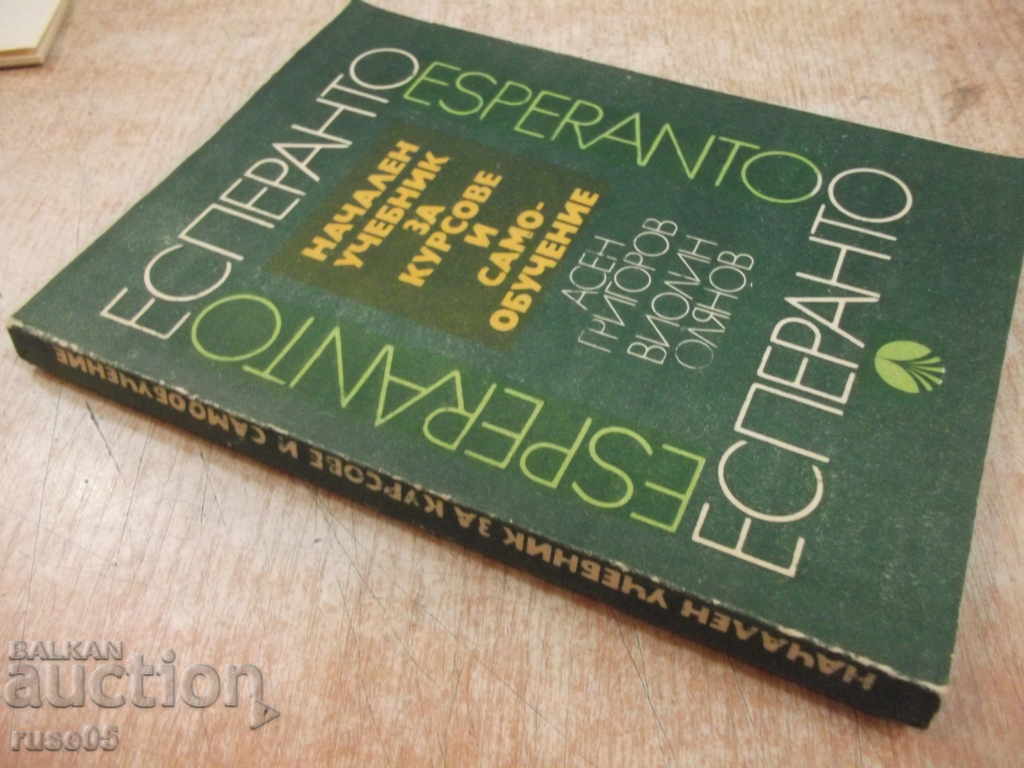 ЕСПЕРАНТО
ESPERANTO
НАЧАЛЕН
УЧЕБНИК
ЗА
КУРСОВЕ
И
САМО-
ОБУЧЕНИЕ
АСЕН
ГРИГОРОВ
ВИОЛИН
ОЛЯНОВ
ESPERANTO
ЕСПЕРАНТО
НАЧАЛЕН УЧЕБНИК ЗА КУРСОВЕ И САМООБУЧЕНИЕ
BALKAN
auction
ruso05